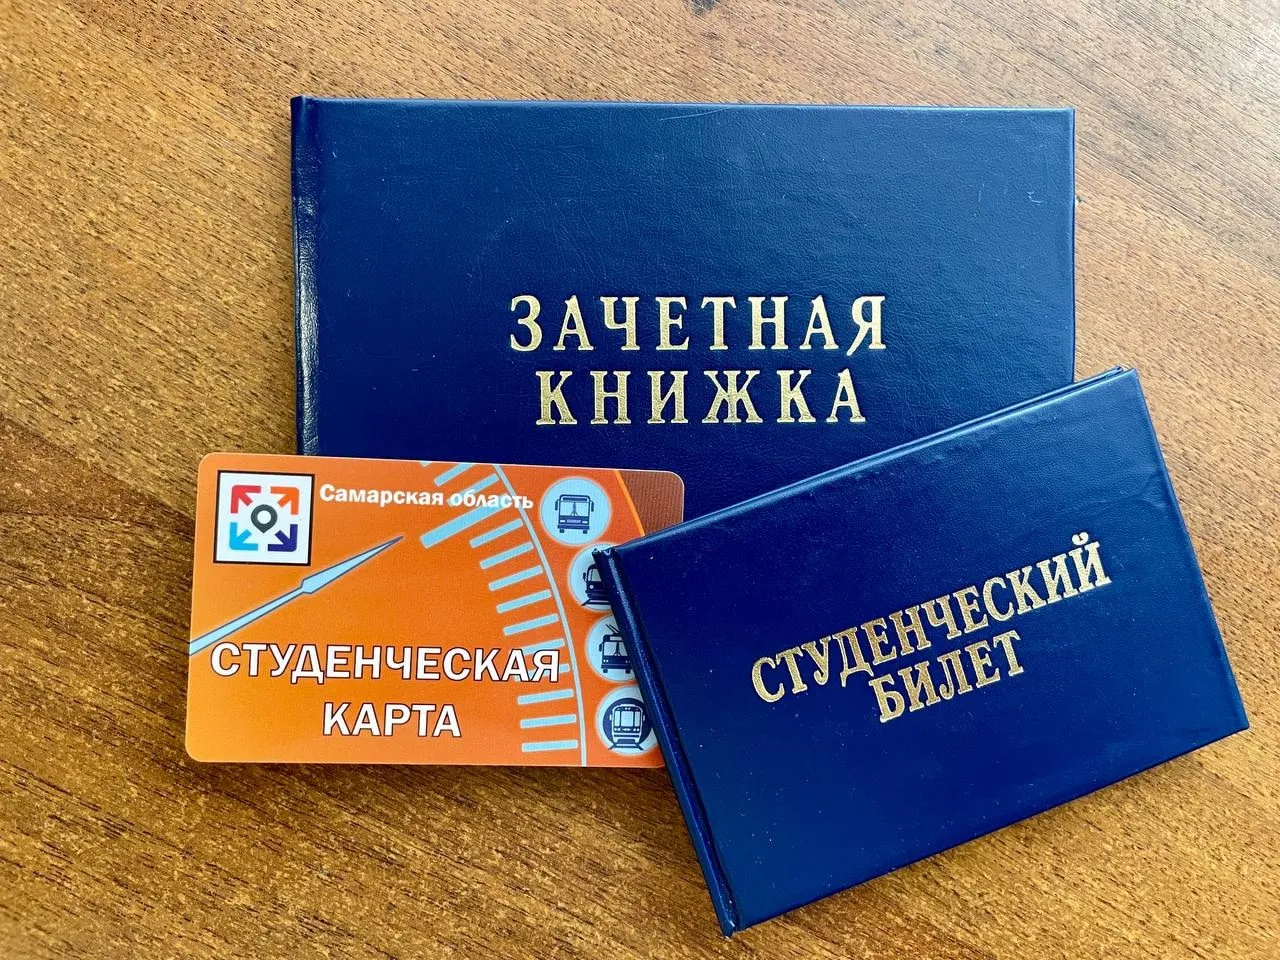 ЗАЧЕТНАЯ
КНИЖКА
Самарская область
СТУДЕНЧЕСКАЯ
КАРТА
СТУДЕНЧЕСКИЙ
БИЛЕТ